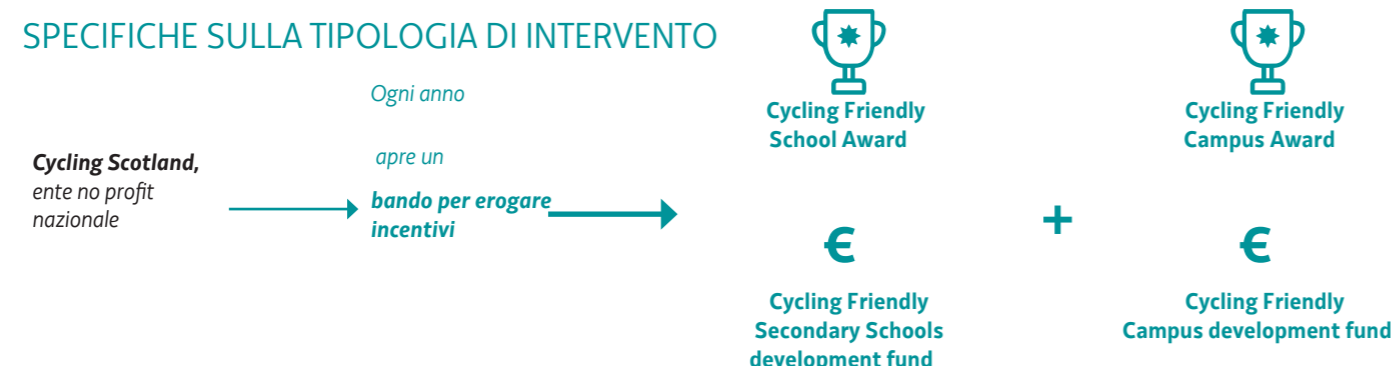 SPECIFICHE SULLA TIPOLOGIA DI INTERVENTO
Cycling Scotland,
ente no profit
nazionale
Ogni anno
apre un
bando per erogare
incentivi
Cycling Friendly
School Award
€
Cycling Friendly
Secondary Schools
development fund
+
Cycling Friendly
Campus Award
€
Cycling Friendly
Campus development fund